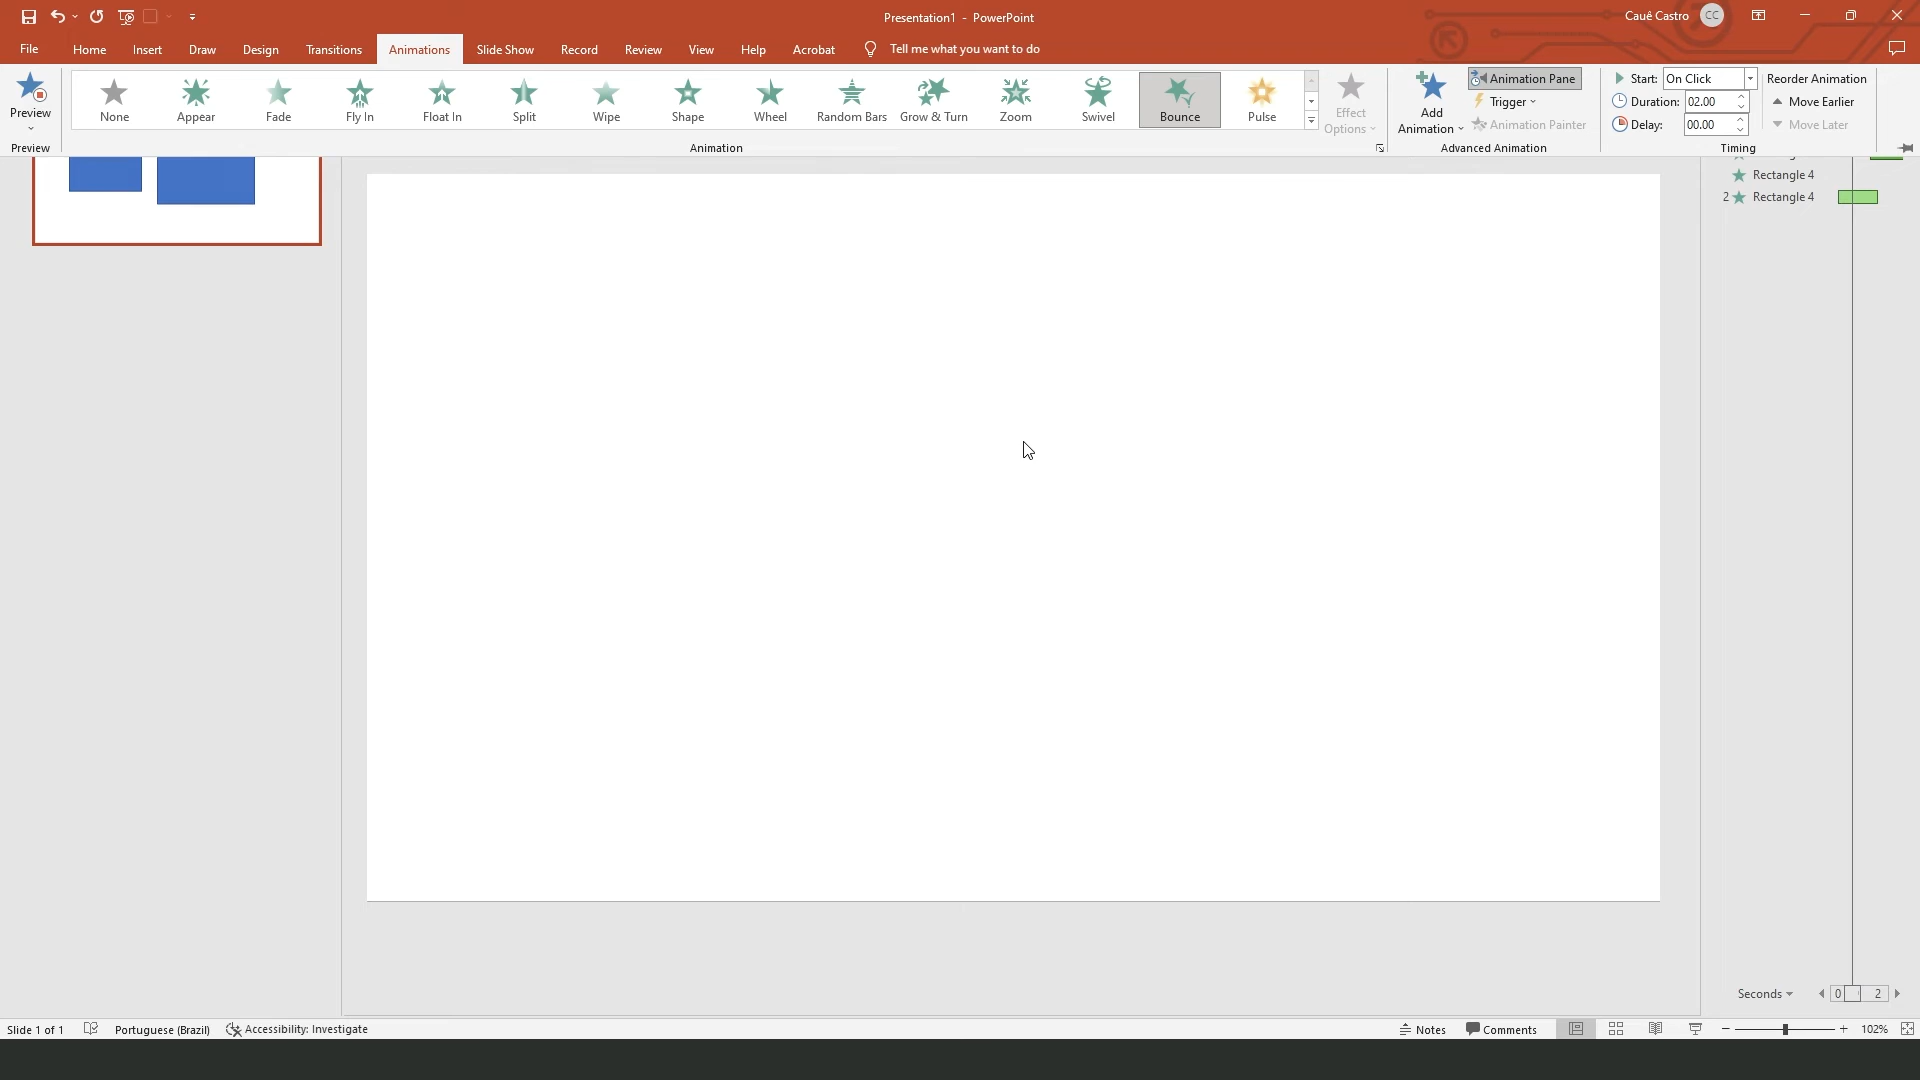 Presentation1 - PowerPoint
Cauê Castro
CC
File
Home
Insert
Draw
Design
Transitions
Animations
Slide Show
Record
Review
View
Help
Acrobat
Tell me what you want to do
Preview
Preview
None
Appear
Fade
Fly In
Float In
Split
Wipe
Shape
Wheel
Random Bars
Grow & Turn
Zoom
Swivel
Bounce
Pulse
Animation
Effect
Options
Add
Animation
Animation Pane
Trigger
Animation Painter
Advanced Animation
Start: On Click
Duration: 02.00
Delay: 00.00
Timing
Reorder Animation
Move Earlier
Move Later
Rectangle 4
2 Rectangle 4
Seconds
0
2
Slide 1 of 1
Portuguese (Brazil)
Accessibility: Investigate
Notes
Comments
102%